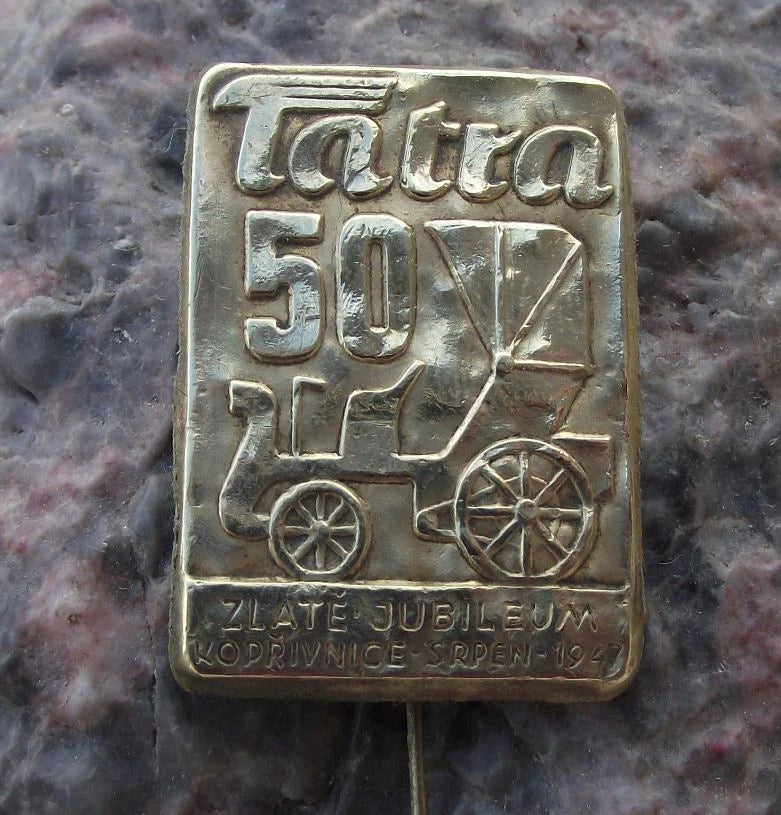 Tatra
50
ZLATÉ · JUBILEUM
KOPŘIVNICE · SRPEN - 1947